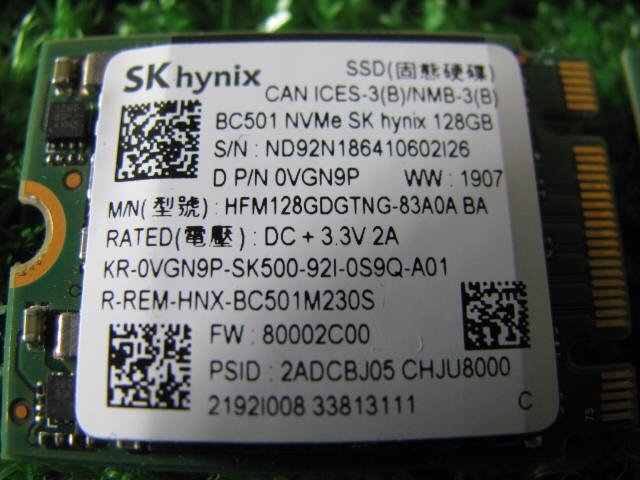 SK hynix
SSD(固態硬碟)
CAN ICES-3(B)/NMB-3(B)
BC501 NVMe SK hynix 128GB
S/N : ND92N186410602I26
D P/N 0VGN9P WW : 1907
M/N(型號) : HFM128GDGTNG-83A0A BA
RATED(電壓) : DC + 3.3V 2A
KR-0VGN9P-SK500-92I-0S9Q-A01
R-REM-HNX-BC501M230S
FW : 80002C00
PSID : 2ADCBJ05 CHJU8000
2192I008 33813111 C
75